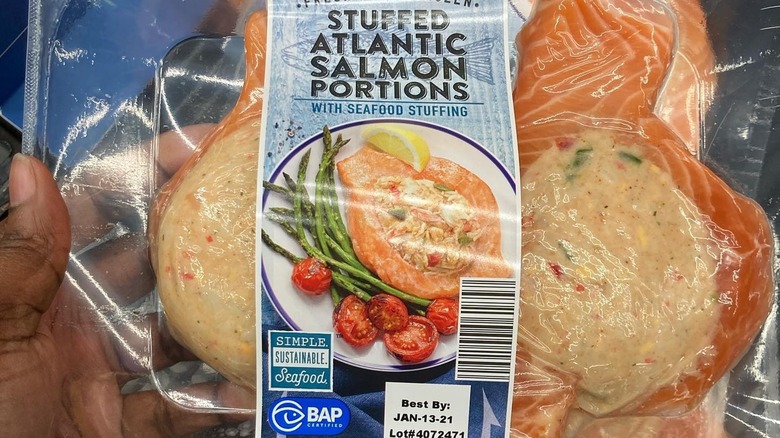 STUFFED
ATLANTIC
SALMON
PORTIONS
WITH SEAFOOD STUFFING
SIMPLE.
SUSTAINABLE.
Seafood.
BAP
CERTIFIED
Best By:
JAN-13-21
Lot#4072471